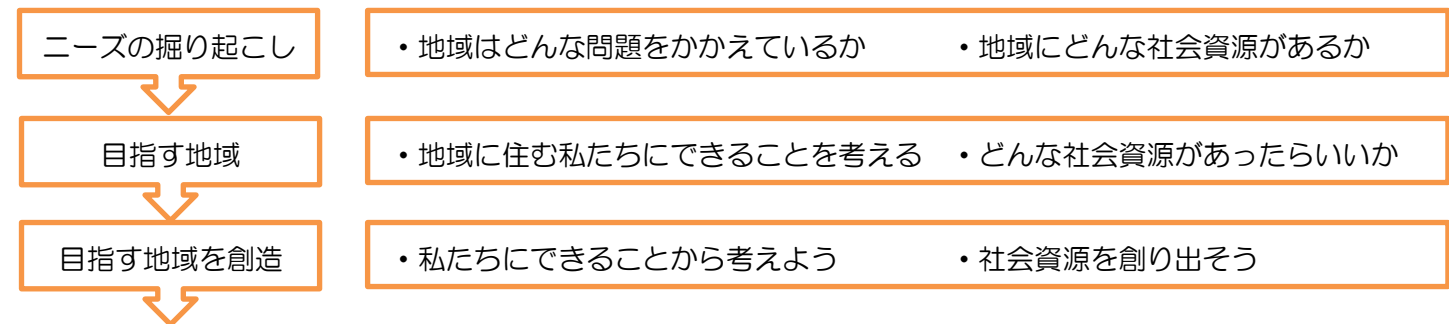 ニーズの掘り起こし
・地域はどんな問題をかかえているか ・地域にどんな社会資源があるか
目指す地域
・地域に住む私たちにできることを考える ・どんな社会資源があったらいいか
目指す地域を創造
・私たちにできることから考えよう ・社会資源を創り出そう